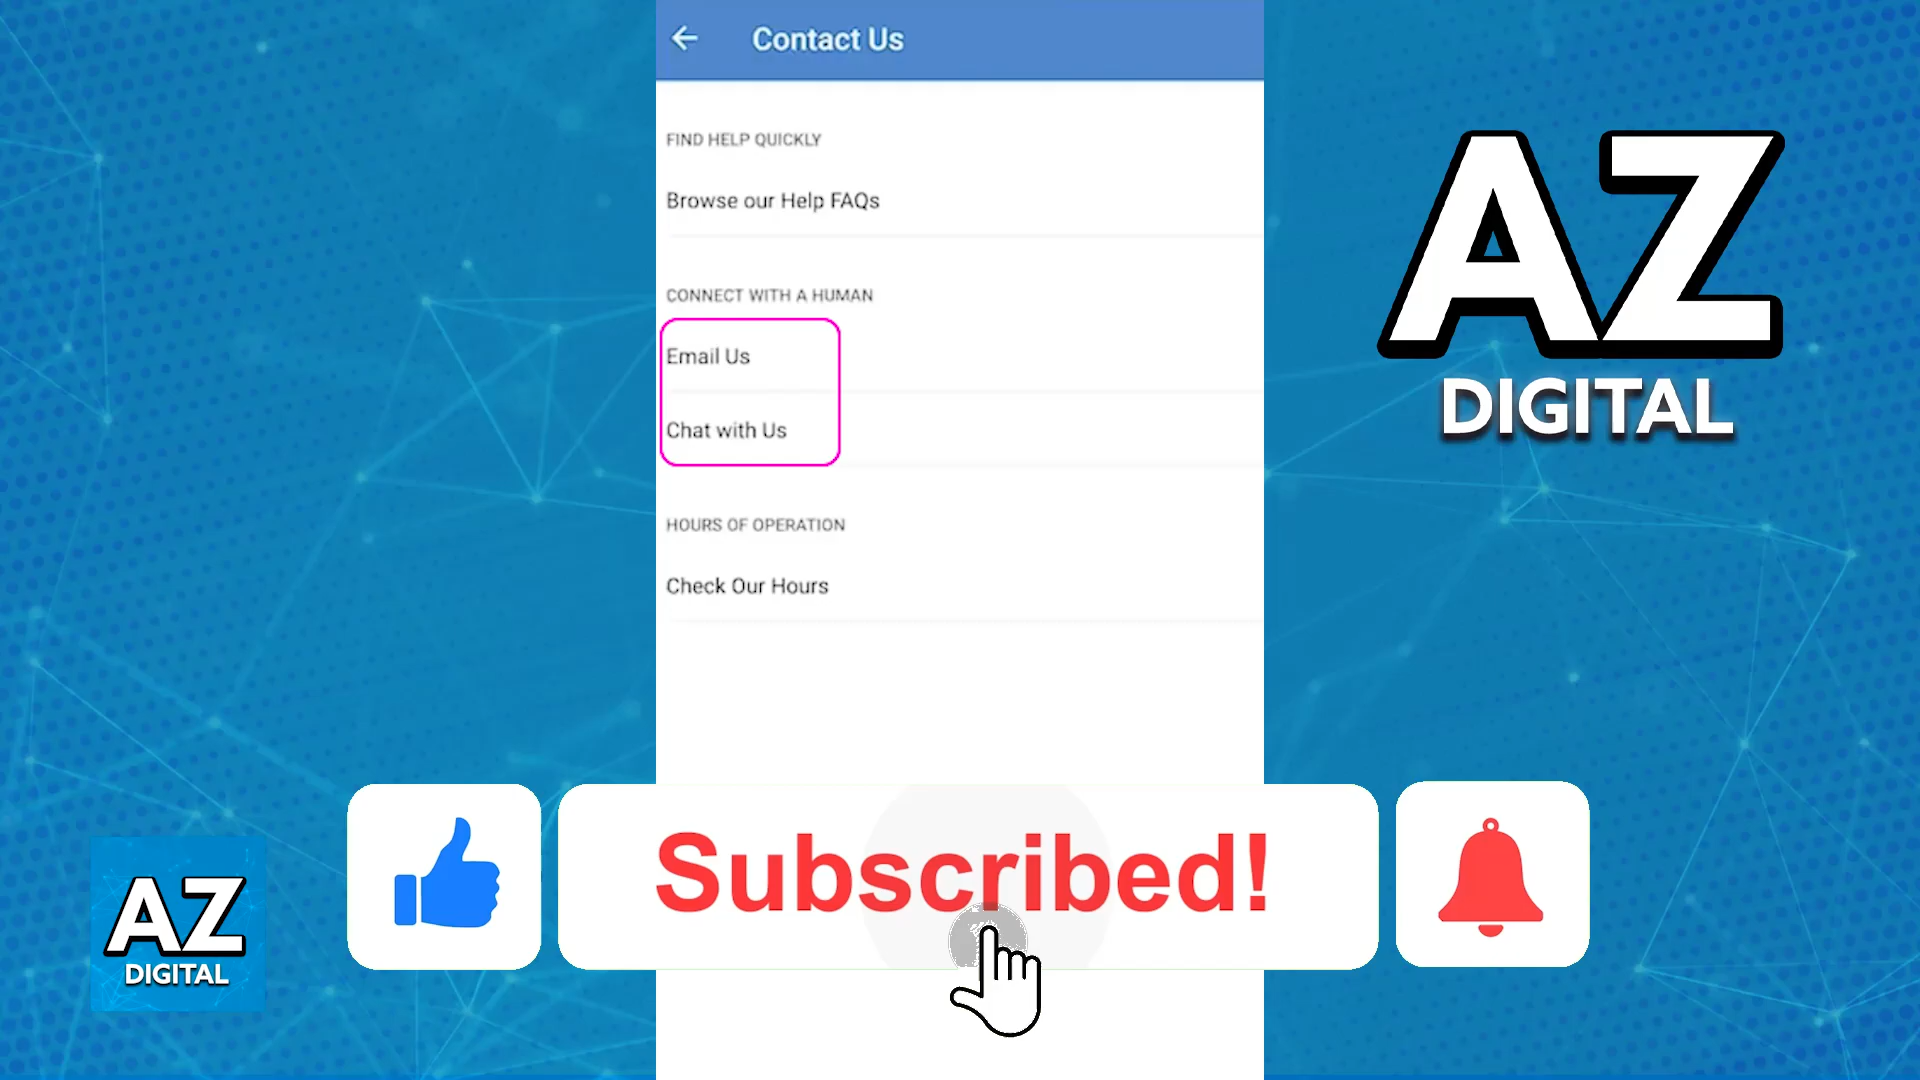 Contact Us
FIND HELP QUICKLY
Browse our Help FAQs
CONNECT WITH A HUMAN
Email Us
Chat with Us
HOURS OF OPERATION
Check Our Hours
AZ
DIGITAL
Subscribed!
AZ
DIGITAL